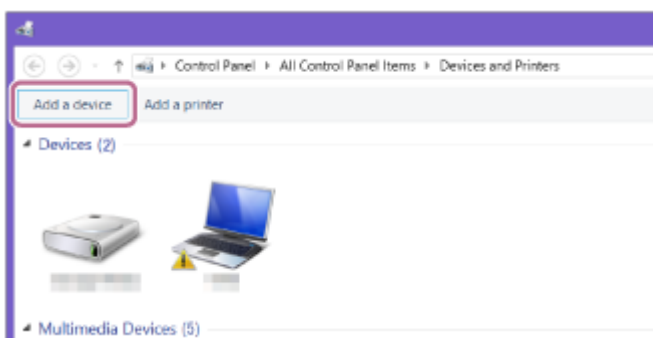 Control Panel All Control Panel Items Devices and Printers
Add a device Add a printer
Devices (2)
Multimedia Devices (5)